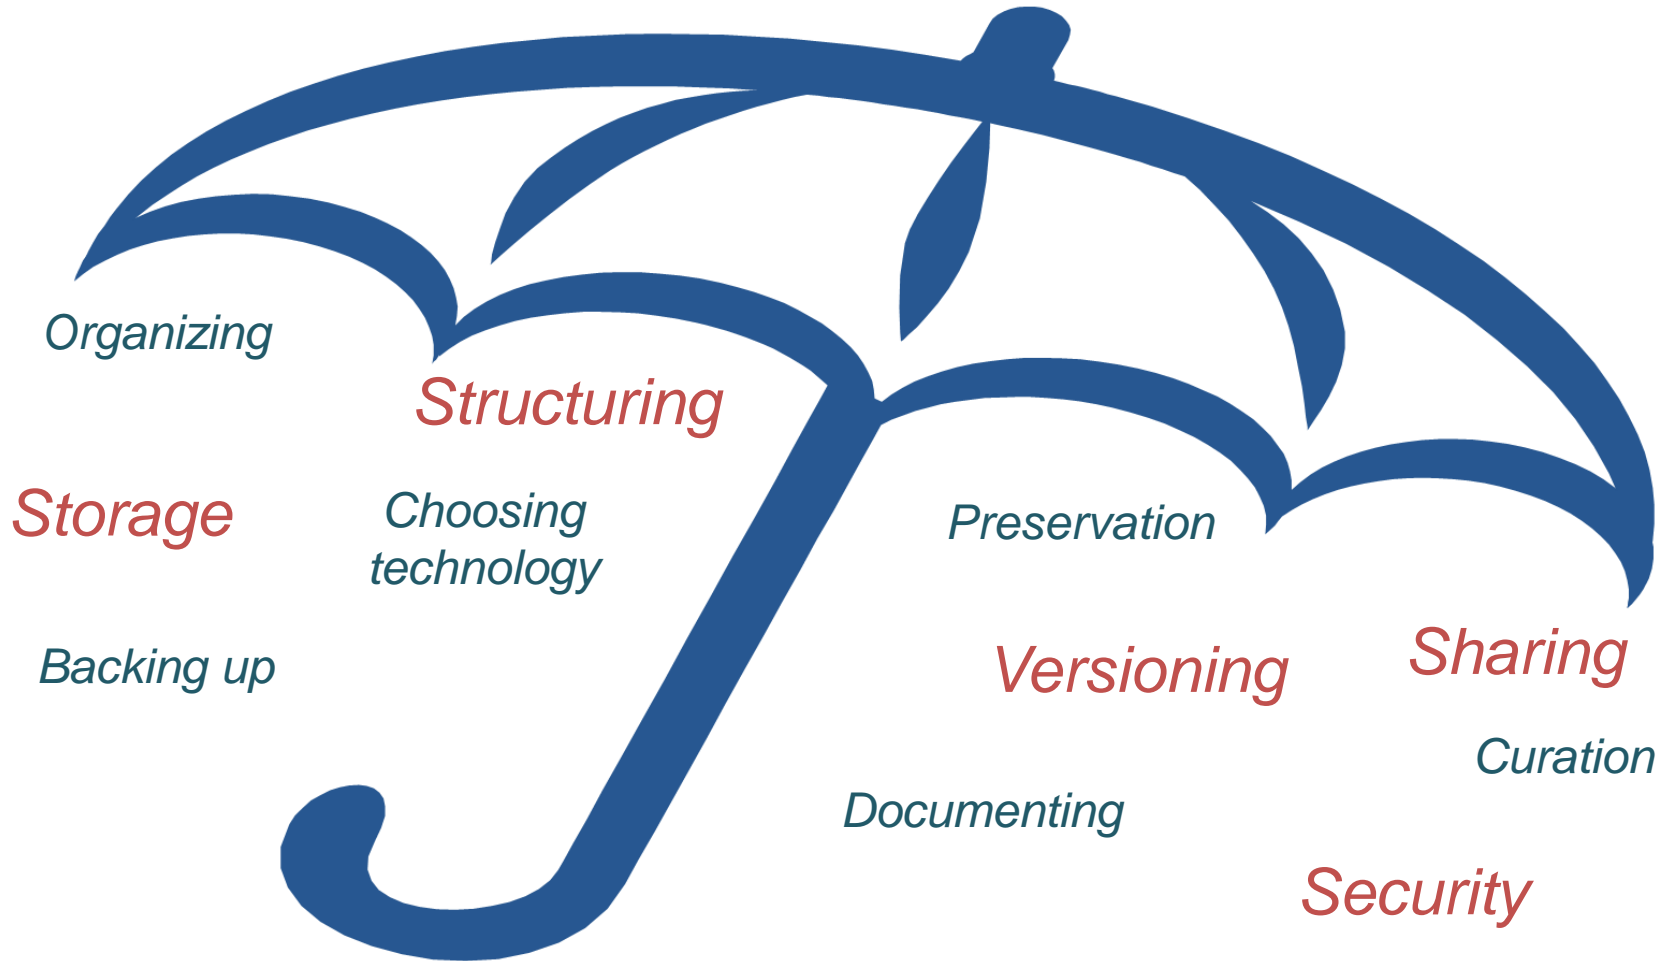 Organizing
Structuring
Storage
Choosing
technology
Backing up
Preservation
Versioning
Sharing
Curation
Documenting
Security